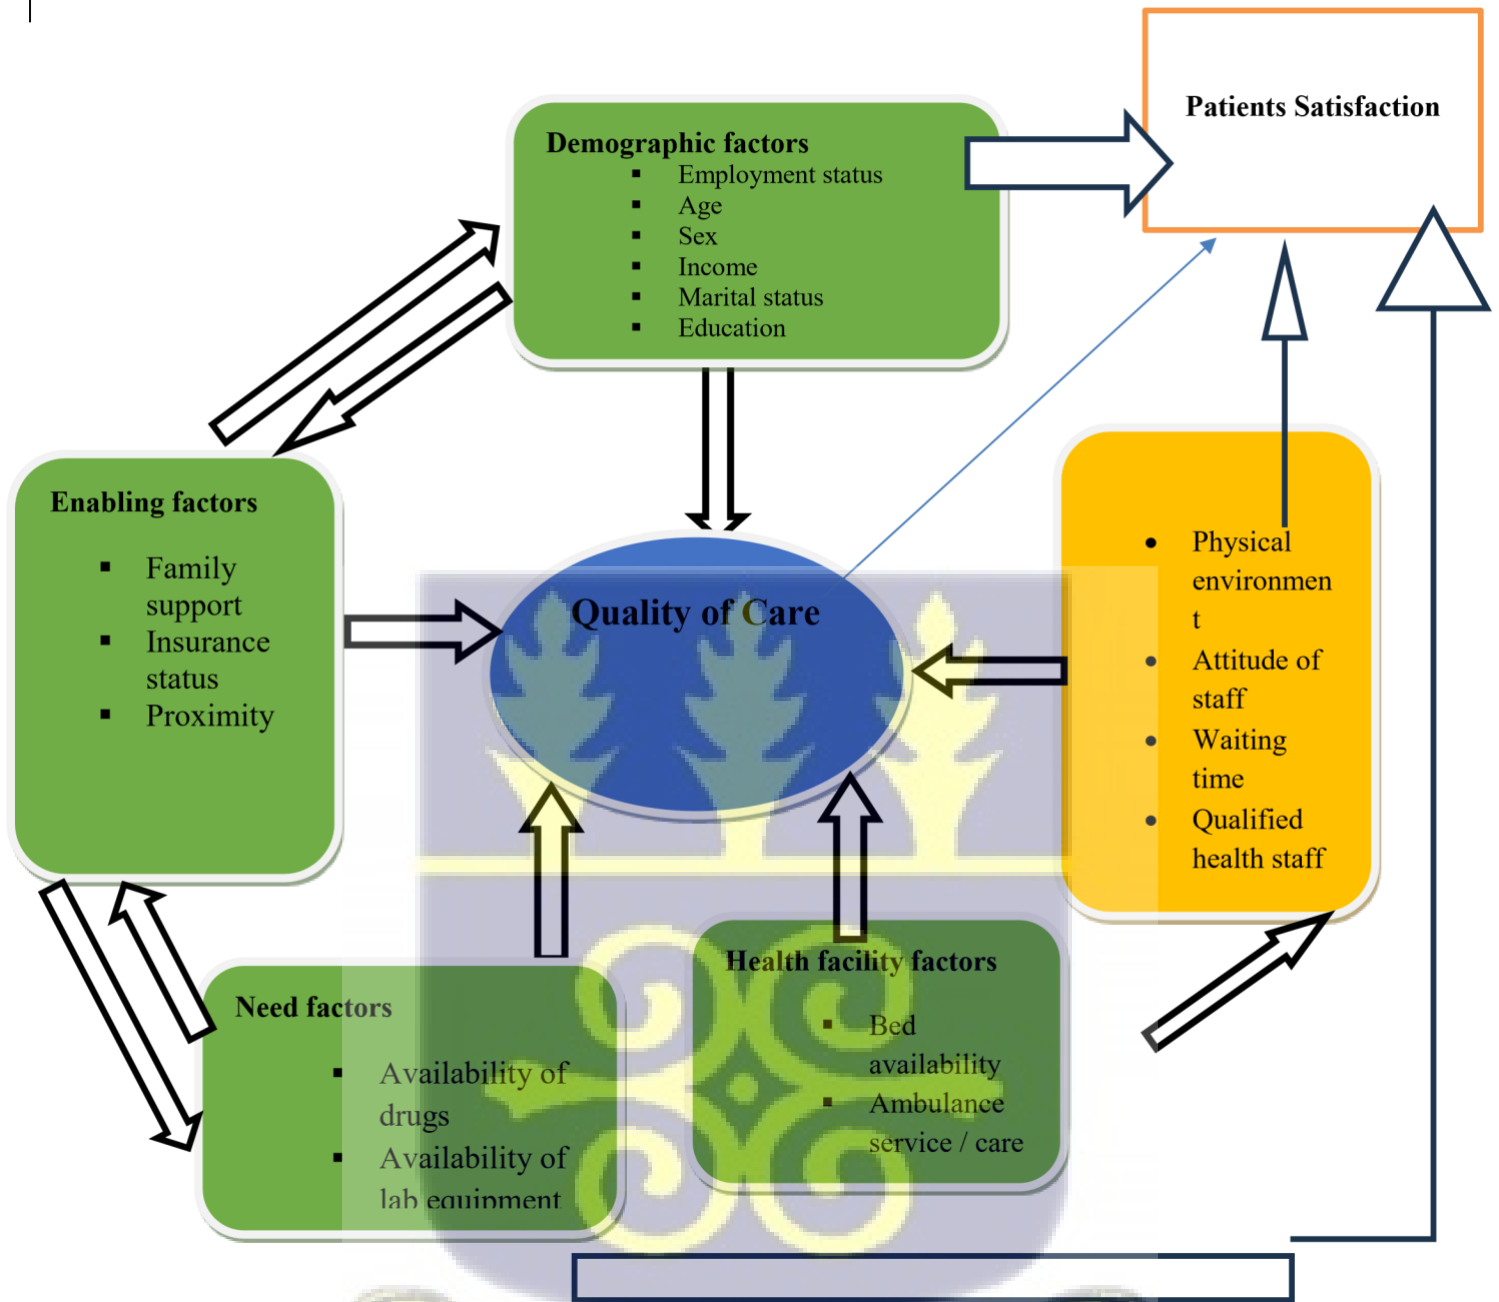 Patients Satisfaction
Demographic factors
▪ Employment status
▪ Age
▪ Sex
▪ Income
▪ Marital status
▪ Education
Enabling factors
▪ Family
support
▪ Insurance
status
▪ Proximity
Quality of Care
• Physical
environmen
t
• Attitude of
staff
• Waiting
time
• Qualified
health staff
Need factors
▪ Availability of
drugs
▪ Availability of
lab equipment
Health facility factors
▪ Bed
availability
▪ Ambulance
service / care